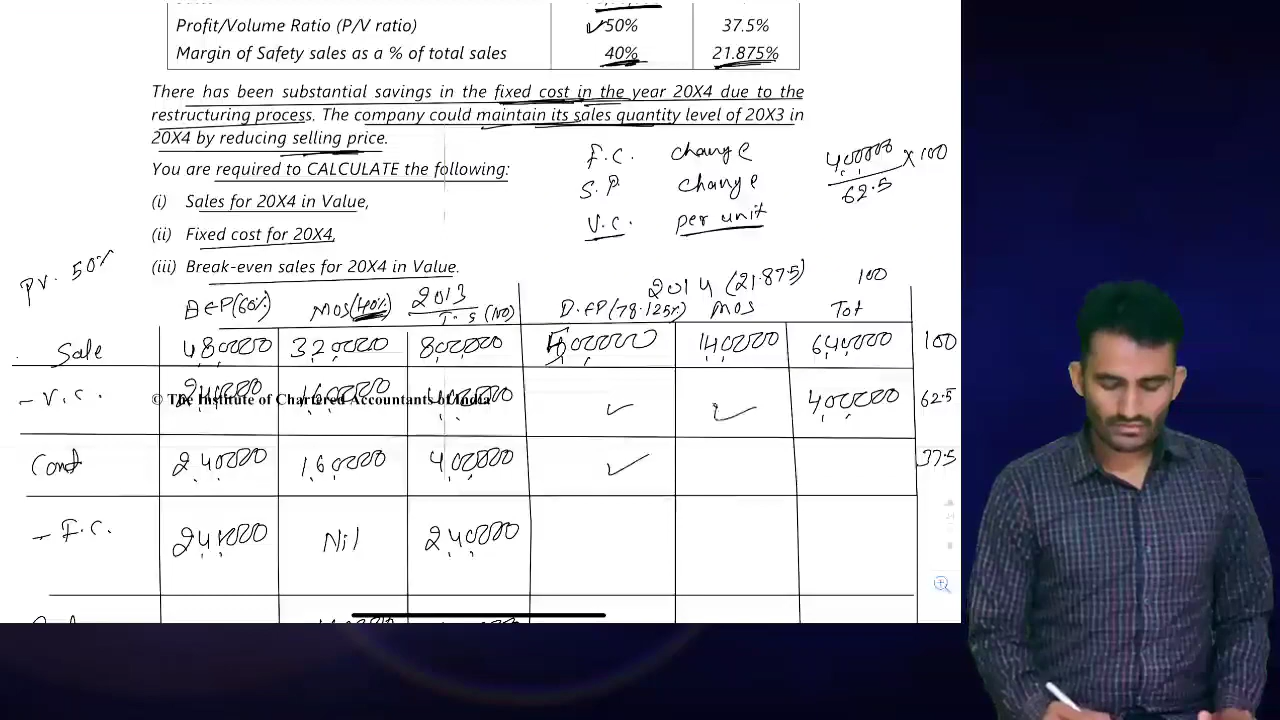 Profit/Volume Ratio (P/V ratio) 50% 37.5%
Margin of Safety sales as a % of total sales 40% 21.875%
There has been substantial savings in the fixed cost in the year 20X4 due to the
restructuring process. The company could maintain its sales quantity level of 20X3 in
20X4 by reducing selling price.
You are required to CALCULATE the following:
(i) Sales for 20X4 in Value,
(ii) Fixed cost for 20X4,
(iii) Break-even sales for 20X4 in Value.
F.C. change
S.P. change
V.C. per unit
400000 × 100
62.5
PV. 50%
2014 (21.875) 100
BEP(60%) MOS(40%) 2013 T.S (100) B.EP(78.125%) MOS Tot
Sale 480000 320000 800000 500000 140000 640000 100
- V.C. 240000 160000 400000 400000 62.5
© The Institute of Chartered Accountants of India
Cont 240000 160000 400000 37.5
- F.C. 240000 Nil 240000